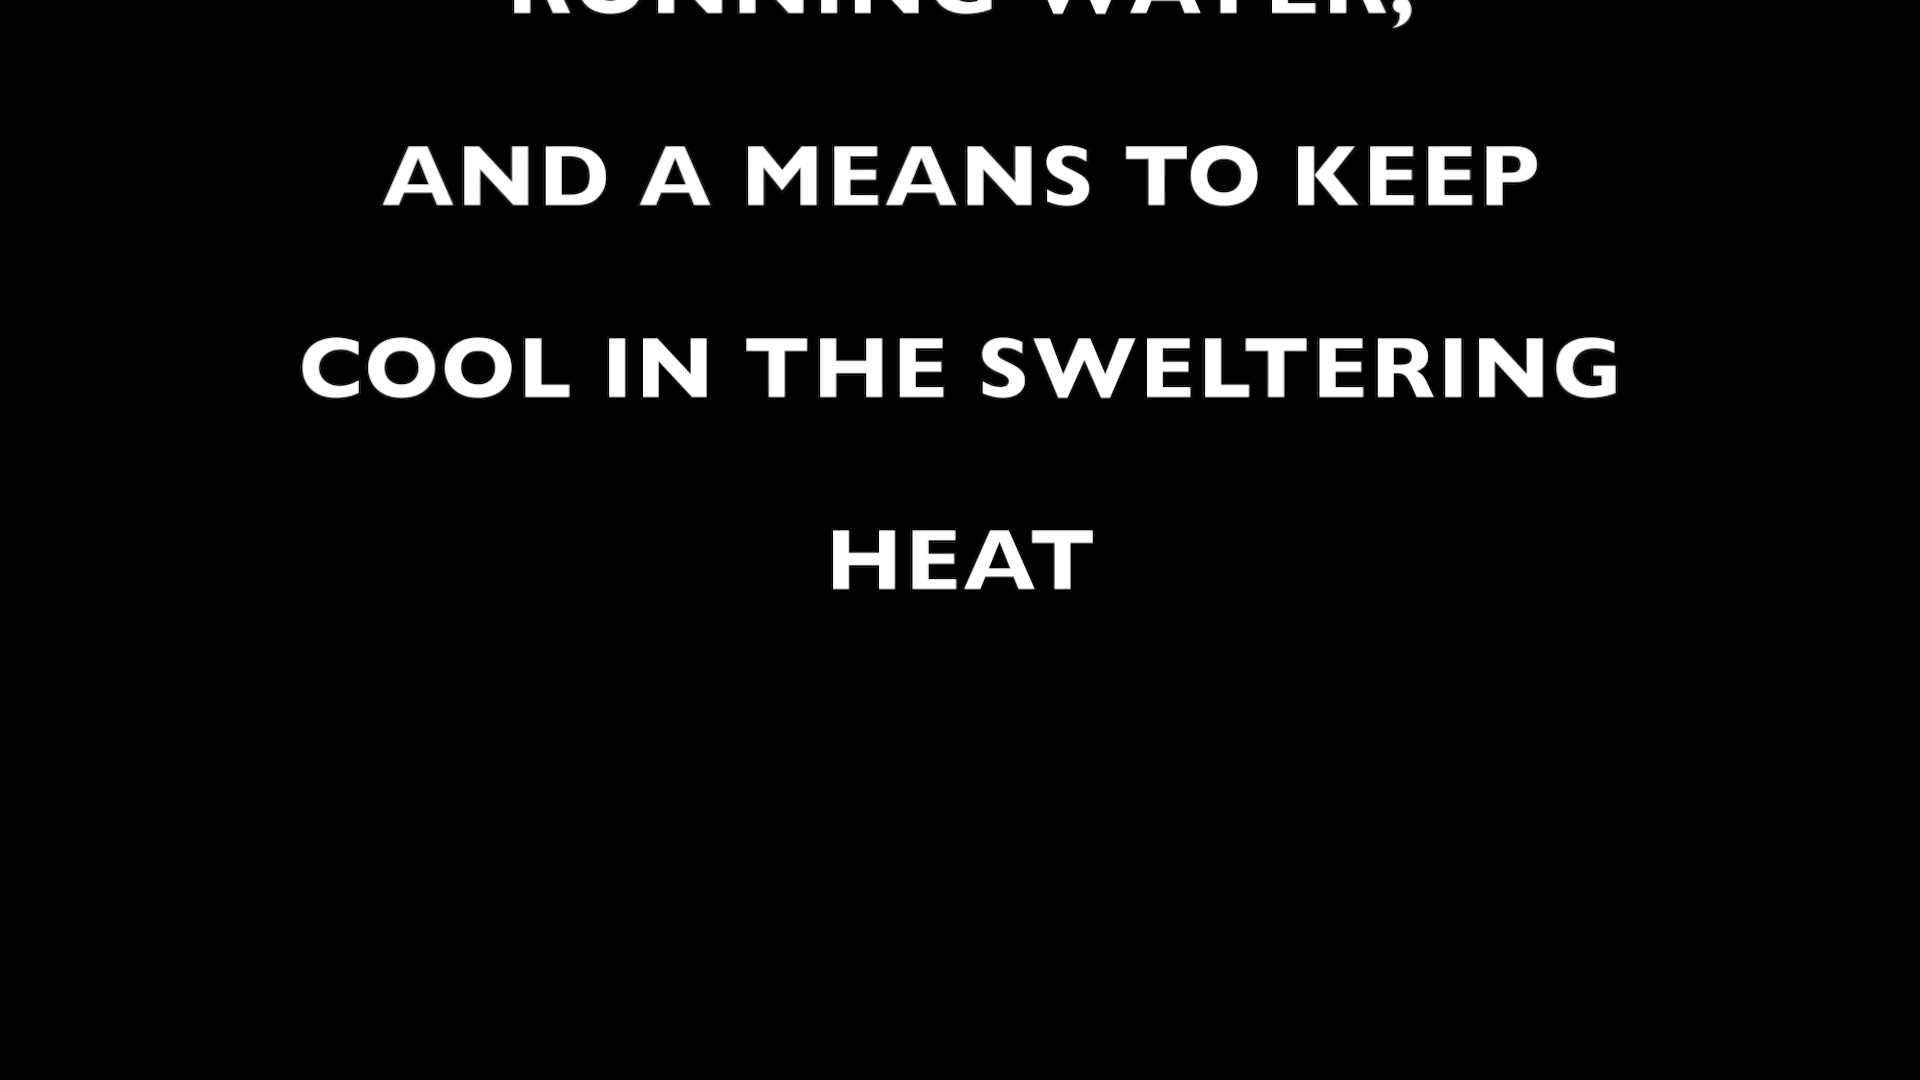 RUNNING WATER,
AND A MEANS TO KEEP
COOL IN THE SWELTERING
HEAT